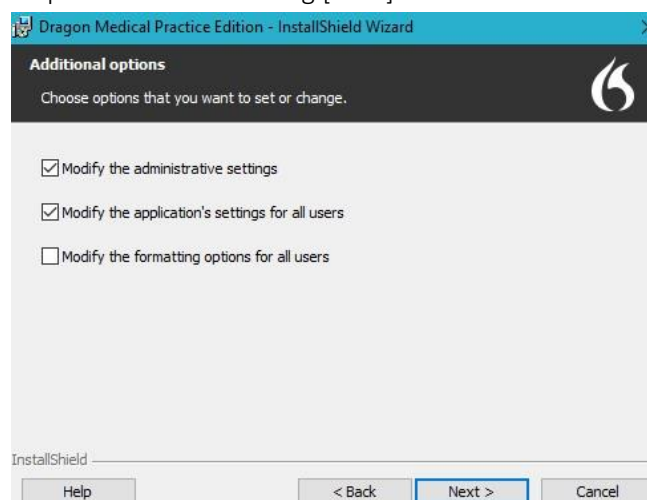 Dragon Medical Practice Edition - InstallShield Wizard
Additional options
Choose options that you want to set or change.
Modify the administrative settings
Modify the application's settings for all users
Modify the formatting options for all users
InstallShield
Help < Back Next > Cancel